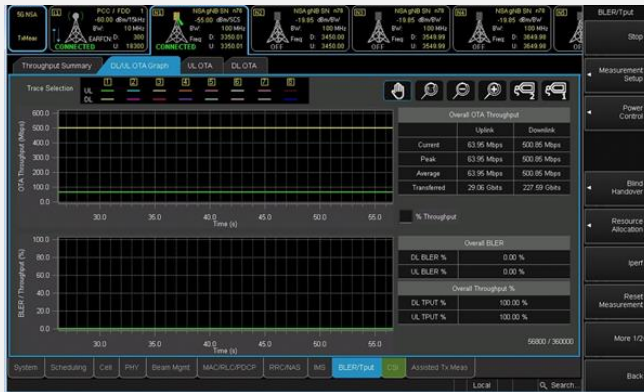 5G NSA
TxMeas
E1
PCC / FDD 1
-60.00 dBm/15kHz
BW: 10 MHz
EARFCN D: 300
U: 18300
CONNECTED
N1
NSA gNB SN n78
-55.00 dBm/SCS
BW: 100 MHz
Freq D: 3350.01
U: 3350.01
CONNECTED
N2
NSA gNB SN n78
-19.85 dBm/BW
BW: 100 MHz
Freq D: 3450.00
U: 3450.00
OFF
N3
NSA gNB SN n78
-19.85 dBm/BW
BW: 100 MHz
Freq D: 3549.99
U: 3549.99
OFF
NSA gNB SN n78
-19.85 dBm/BW
BW: 100 MHz
Freq D: 3649.98
U: 3649.98
OFF
BLER/Tput
Stop
Measurement Setup
Power Control
Blind Handover
Resource Allocation
Iperf
Reset Measurement
More 1/2
Back
Throughput Summary
DL/UL OTA Graph
UL OTA
DL OTA
Trace Selection
1 2 3 4 5 6 7 8
UL
DL
OTA Throughput (Mbps)
600.0
500.0
400.0
300.0
200.0
100.0
0.0
30.0 35.0 40.0 45.0 50.0 55.0
Time (s)
Overall OTA Throughput
Uplink Downlink
Current 63.95 Mbps 500.85 Mbps
Peak 63.95 Mbps 500.85 Mbps
Average 63.95 Mbps 500.85 Mbps
Transferred 29.06 Gbits 227.59 Gbits
% Throughput
BLER / Throughput (%)
100.0
80.0
60.0
40.0
20.0
0.0
30.0 35.0 40.0 45.0 50.0 55.0
Time (s)
Overall BLER
DL BLER % 0.00 %
UL BLER % 0.00 %
Overall Throughput %
DL TPUT % 100.00 %
UL TPUT % 100.00 %
56800 / 360000
System
Scheduling
Cell
PHY
Beam Mgmt
MAC/RLC/PDCP
RRC/NAS
IMS
BLER/Tput
CSI
Assisted Tx Meas
Local
Search...